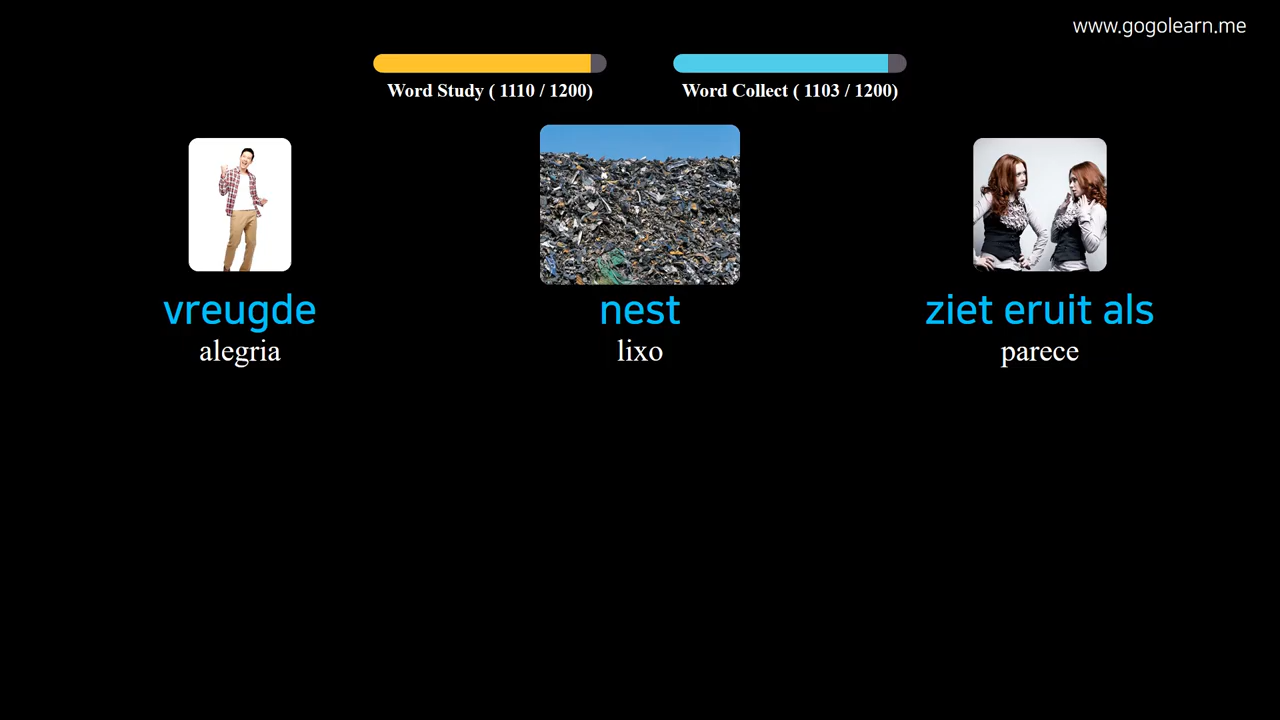 www.gogolearn.me
Word Study ( 1110 / 1200)
Word Collect ( 1103 / 1200)
vreugde
alegria
nest
lixo
ziet eruit als
parece